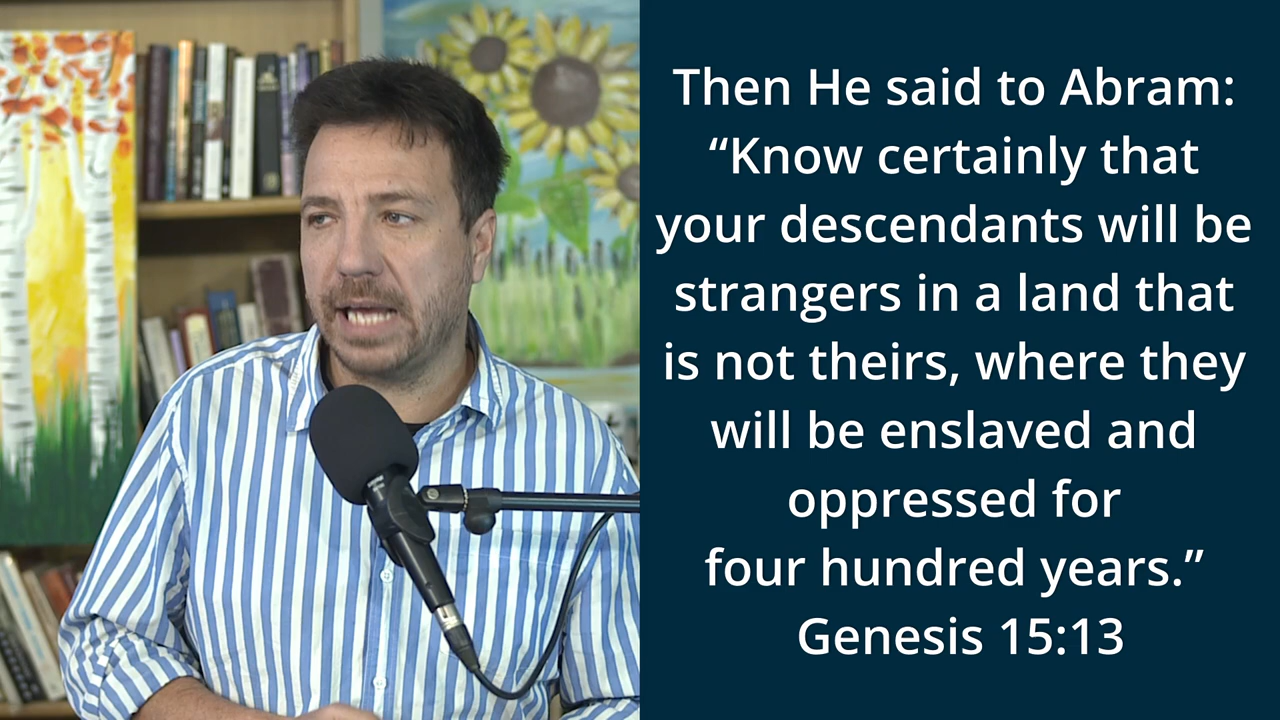 Then He said to Abram:
“Know certainly that
your descendants will be
strangers in a land that
is not theirs, where they
will be enslaved and
oppressed for
four hundred years.”
Genesis 15:13